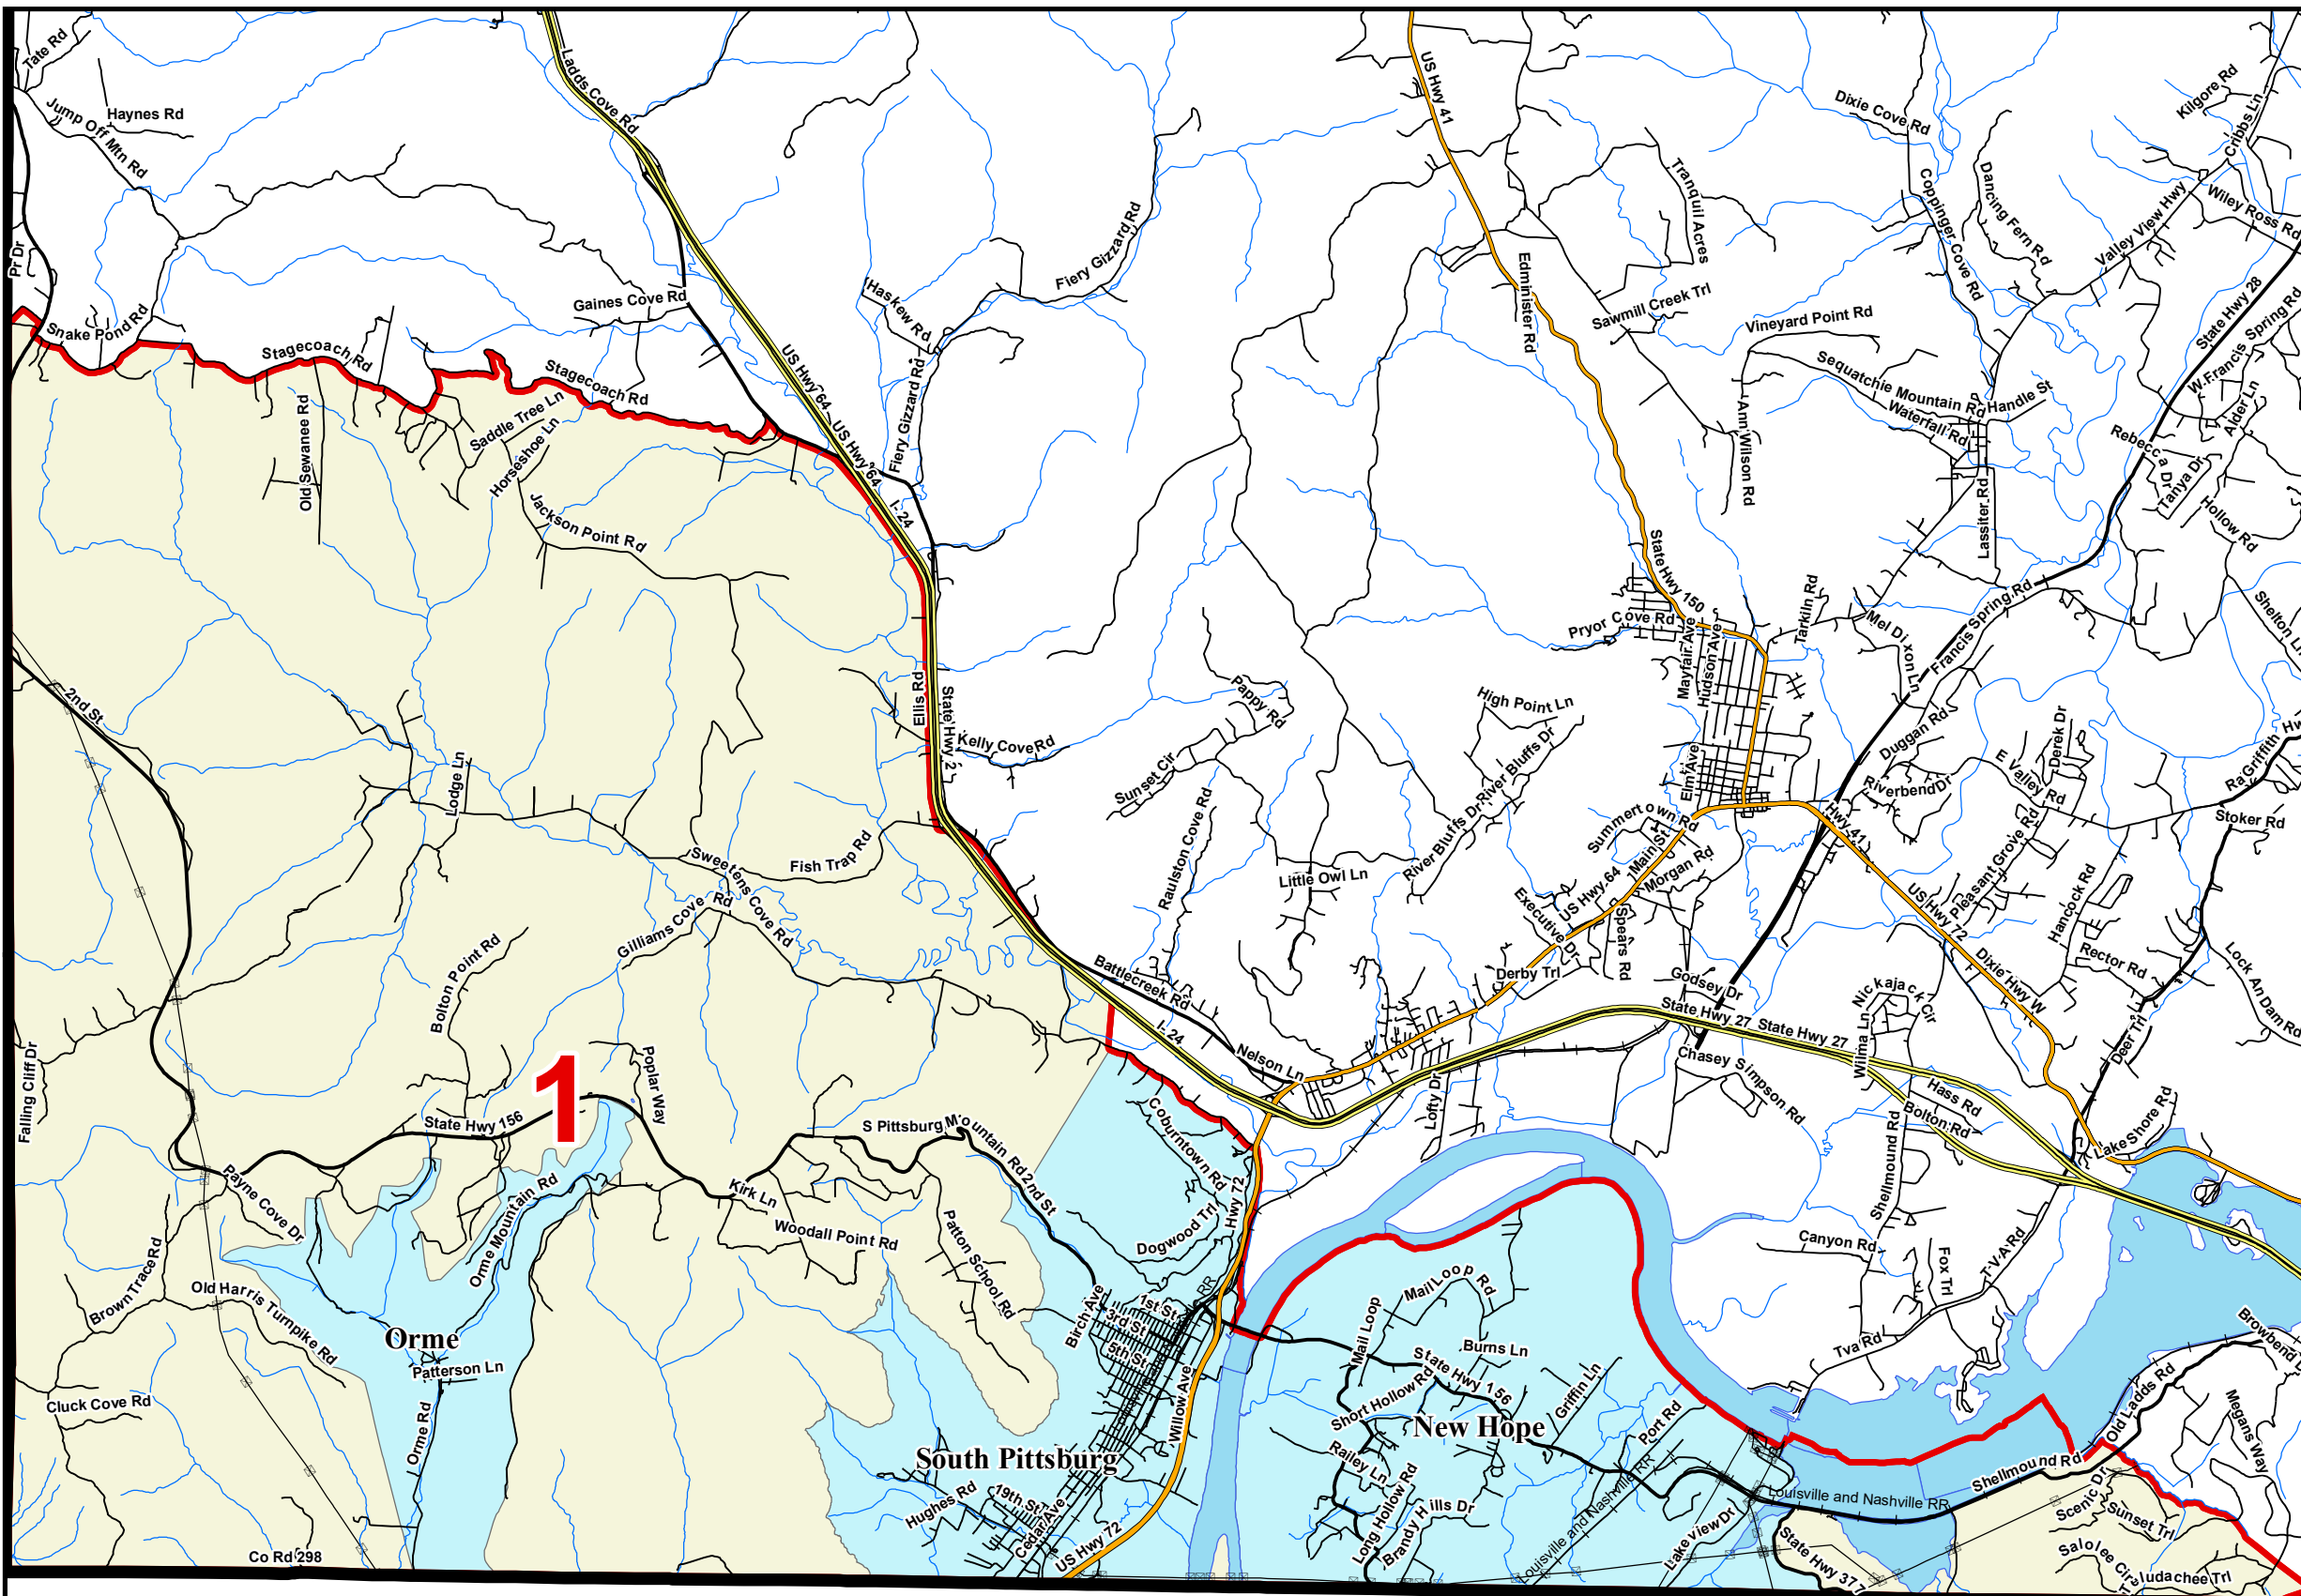 Tate Rd
Haynes Rd
Jump Off Mtn Rd
Pr Dr
Snake Pond Rd
Ladds Cove Rd
Gaines Cove Rd
Stagecoach Rd
Stagecoach Rd
Old Sewanee Rd
Saddle Tree Ln
Horseshoe Ln
Jackson Point Rd
US Hwy 64
US Hwy 64
I- 24
Haskew Rd
Fiery Gizzard Rd
Fiery Gizzard Rd
US Hwy 41
Edminister Rd
Tranquil Acres
Sawmill Creek Trl
Vineyard Point Rd
Dixie Cove Rd
Coppinger Cove Rd
Dancing Fern Rd
Kilgore Rd
Cribbs Ln
Valley View Hwy
Wiley Ross Rd
State Hwy 28
W Francis Spring Rd
Alder Ln
Sequatchie Mountain Rd
Handle St
Waterfall Rd
Ann Wilson Rd
Rebecca Dr
Tanya Dr
Hollow Rd
Lassiter Rd
State Hwy 150
Pryor Cove Rd
Mayfair Ave
Hudson Ave
Tarklin Rd
Mel Dixon Ln
Francis Spring Rd
Shelton Ln
2nd St
Ellis Rd
State Hwy 2
Kelly Cove Rd
Pappy Rd
Sunset Cir
High Point Ln
River Bluffs Dr
River Bluffs Dr
Elm Ave
Duggan Rd
Riverbend Dr
E Valley Rd
Derek Dr
Ra Griffith Hw
Stoker Rd
Lodge Ln
Fish Trap Rd
Sweetens Cove Rd
Gilliams Cove Rd
Bolton Point Rd
Raulston Cove Rd
Little Owl Ln
Summertown Rd
Main St
US Hwy 64
Morgan Rd
Executive Dr
Spears Rd
Derby Trl
Hwy 41
US Hwy 72
Pleasant Grove Rd
Hancock Rd
Rector Rd
Dixie Hwy W
Lock An Dam Rd
Battlecreek Rd
I- 24
Nelson Ln
Godsey Dr
State Hwy 27
State Hwy 27
Nickajack Cir
Wilma Ln
Chasey Simpson Rd
Deer Trl
Hass Rd
Bolton Rd
Lake Shore Rd
Lofty Dr
Shellmound Rd
Falling Cliff Dr
State Hwy 156
1
Poplar Way
S Pittsburg Mountain Rd
2nd St
Coburntown Rd
Hwy 72
Dogwood Trl
Payne Cove Dr
Orme Mountain Rd
Kirk Ln
Woodall Point Rd
Patton School Rd
Brown Trace Rd
Old Harris Turnpike Rd
Orme
Patterson Ln
Orme Rd
Cluck Cove Rd
Co Rd 298
Birch Ave
1st St
3rd St
5th St
RR
Willow Ave
South Pittsburg
Hughes Rd
19th St
Cedar Ave
US Hwy 72
Mail Loop Rd
Mail Loop
Burns Ln
State Hwy 156
Short Hollow Rd
Griffin Ln
New Hope
Railey Ln
Long Hollow Rd
Brandy Hills Dr
Port Rd
Louisville and Nashville RR
Lakeview Dr
Louisville and Nashville RR
Canyon Rd
Fox Trl
T-V-A Rd
Tva Rd
Shellmound Rd
Old Ladds Rd
Browbend L
Megans Way
Scenic Dr
Sunset Trl
Salolee Cir
Tludachee Trl
State Hwy 377